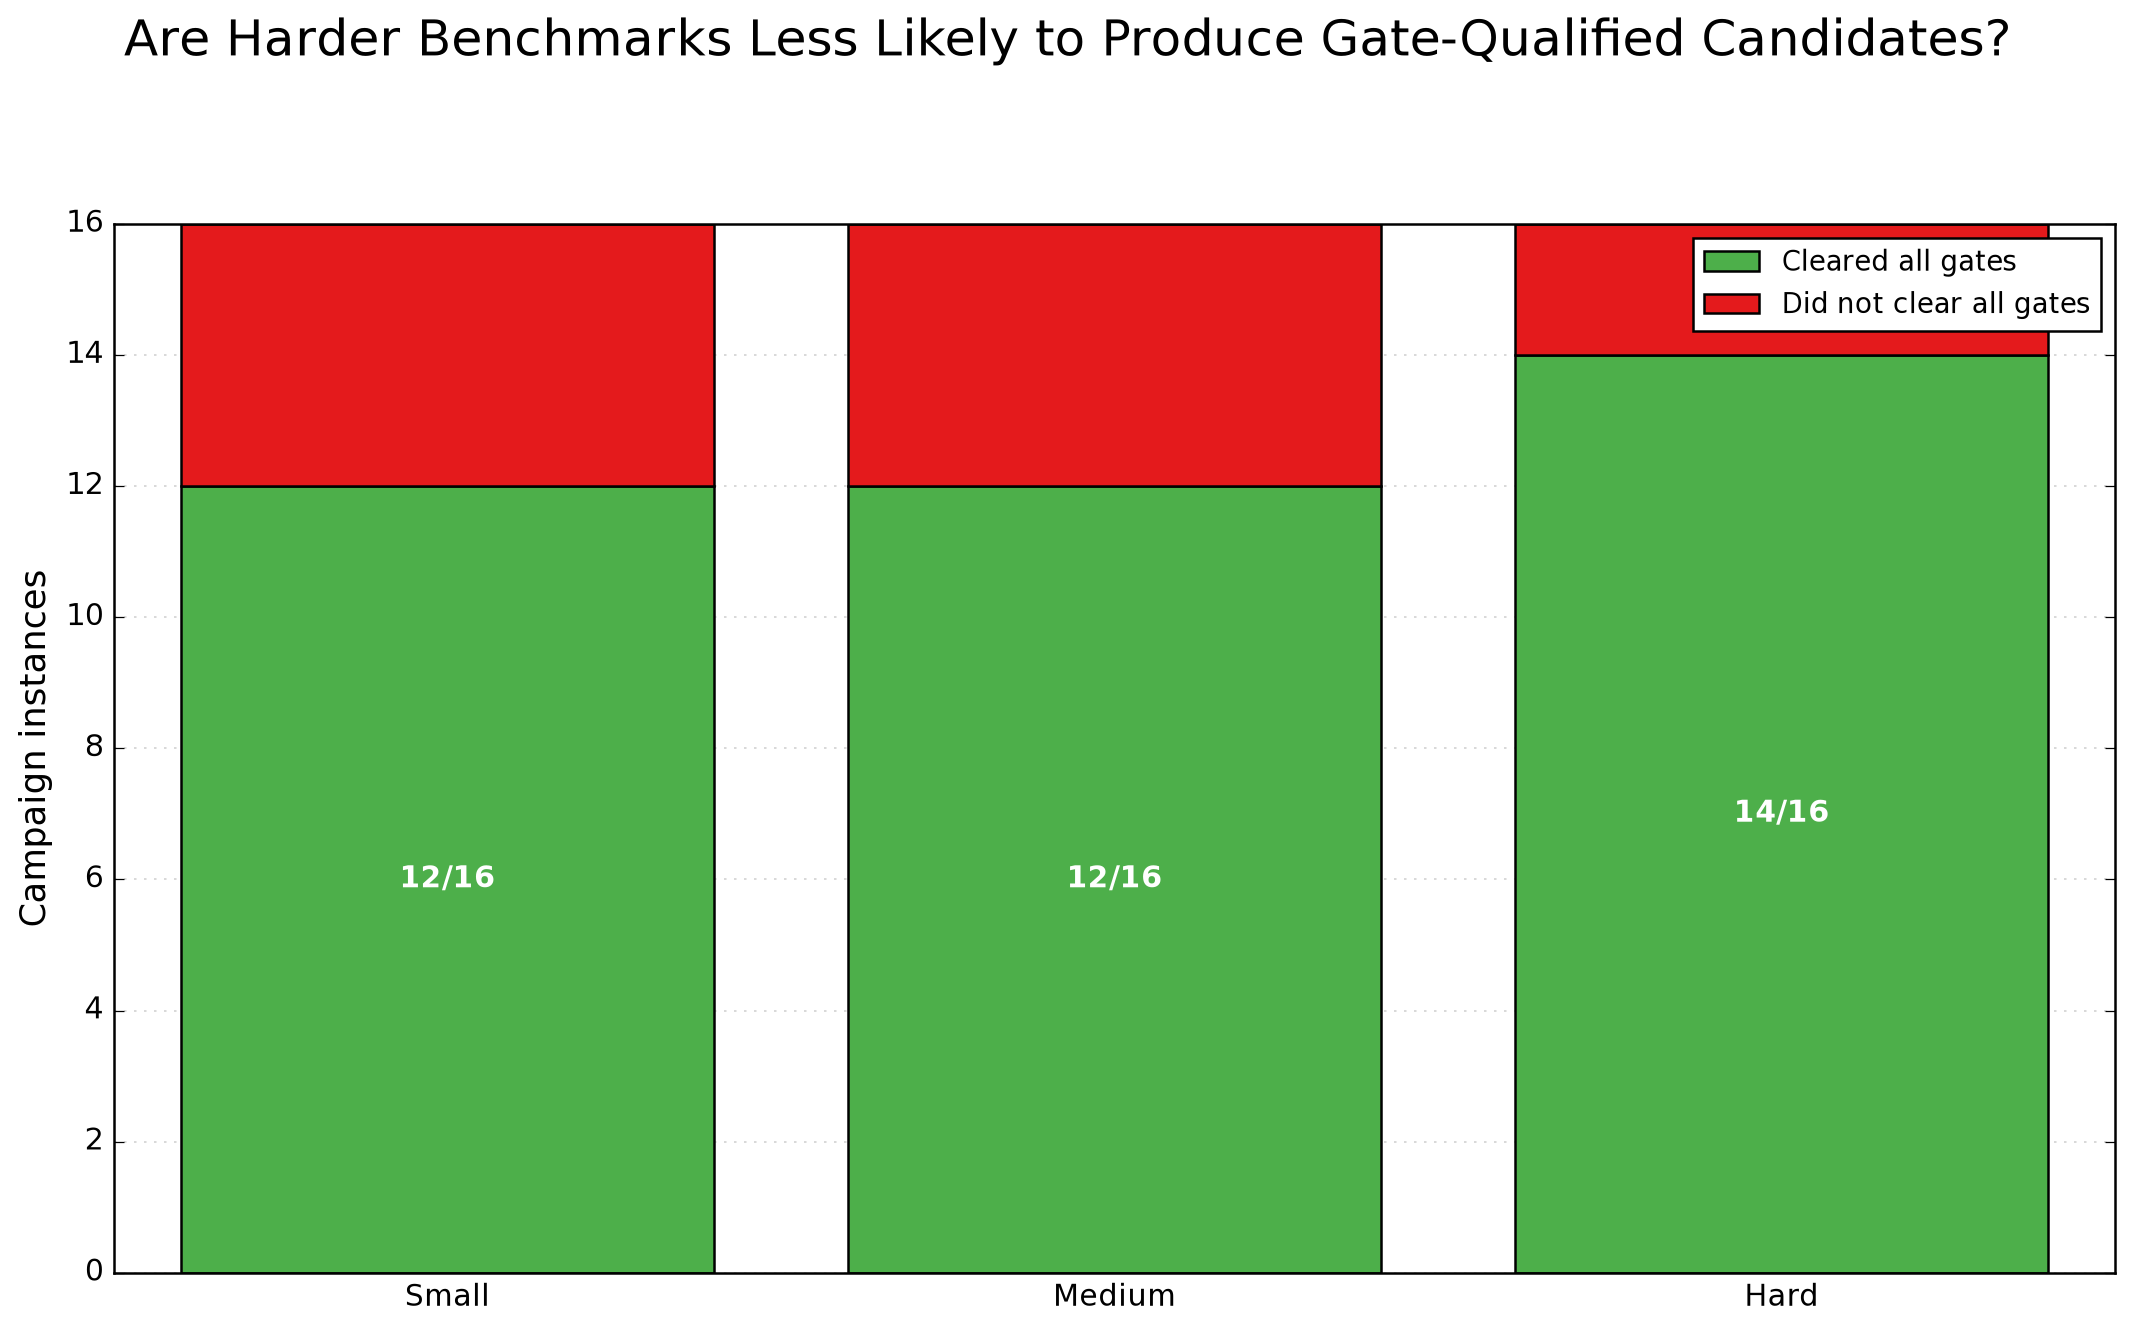 Are Harder Benchmarks Less Likely to Produce Gate-Qualified Candidates?
16
14
12
10
8
6
4
2
0
Campaign instances
Cleared all gates
Did not clear all gates
12/16
12/16
14/16
Small
Medium
Hard